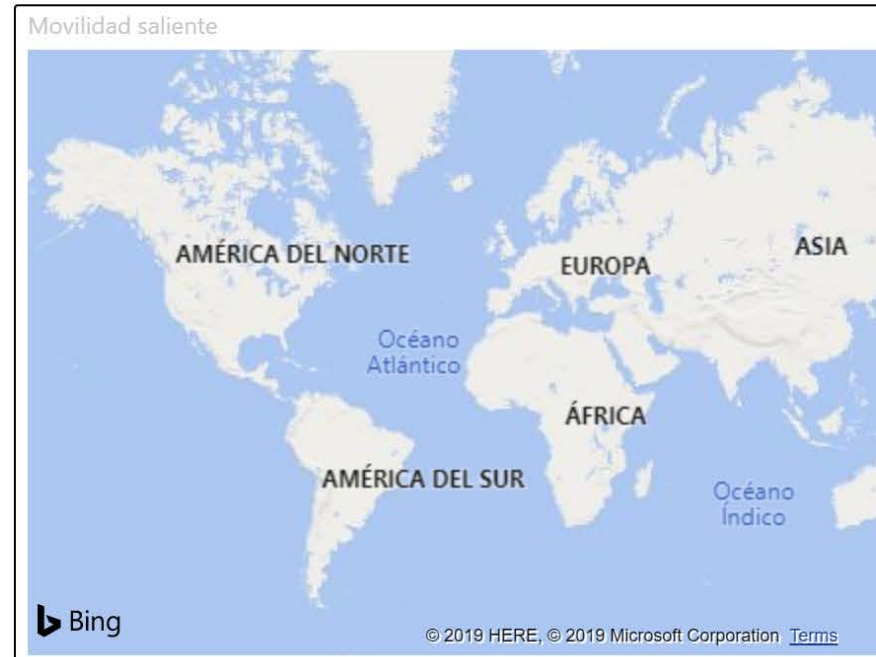 Movilidad saliente
AMÉRICA DEL NORTE
ASIA
EUROPA
Océano
Atlántico
ÁFRICA
AMÉRICA DEL SUR
Océano
Índico
Bing
© 2019 HERE, © 2019 Microsoft Corporation Terms